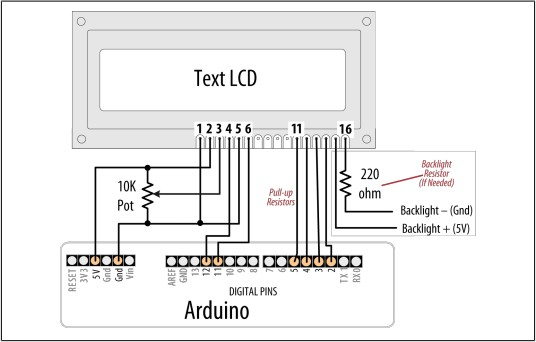 Text LCD
1 2 3 4 5 6 11 16
10K
Pot
Pull-up
Resistors
220
ohm
Backlight
Resistor
(If Needed)
Backlight – (Gnd)
Backlight + (5V)
RESET
3V3
5V
Gnd
Gnd
Vin
AREF
GND
13
12
11
10
9
8
7
6
5
4
3
2
TX 1
RX0
DIGITAL PINS
Arduino